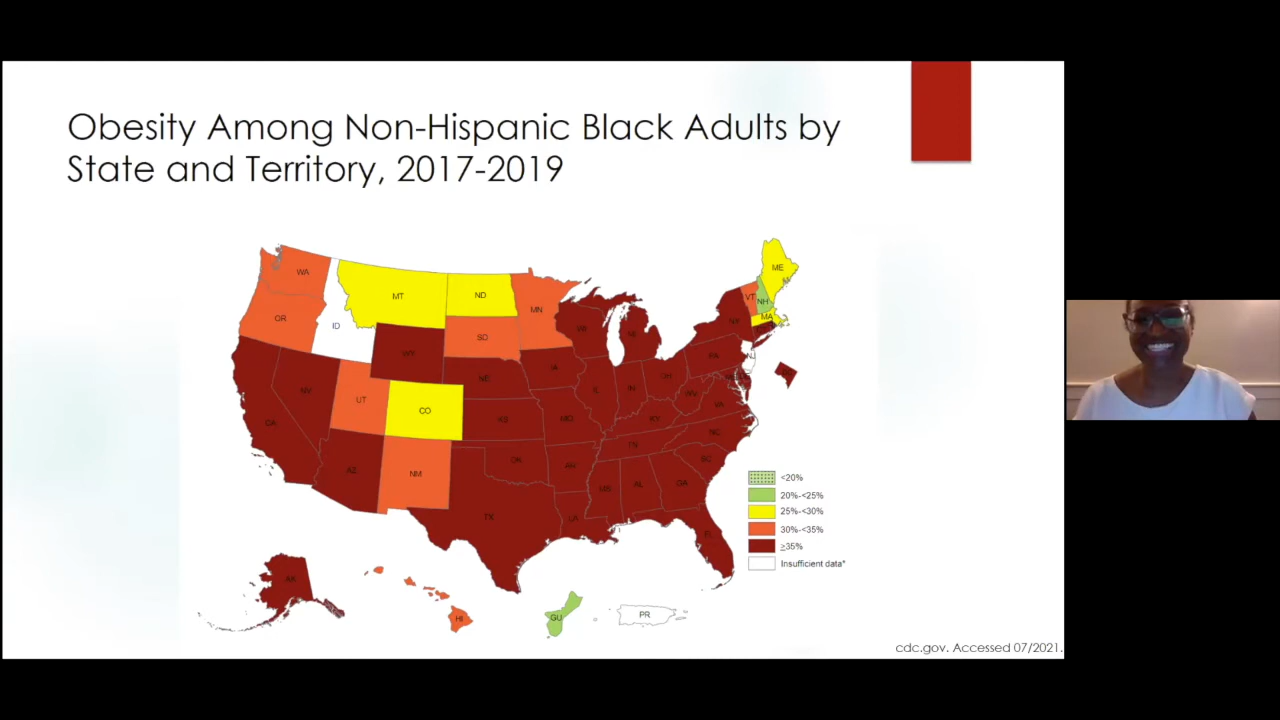 Obesity Among Non-Hispanic Black Adults by
State and Territory, 2017-2019
WA
MT
ND
MN
ME
VT
NH
OR
ID
SD
WI
MI
NY
MA
WY
IA
PA
NJ
NE
NV
UT
CO
IL
IN
OH
WV
VA
CA
KS
MO
KY
NC
AZ
NM
OK
AR
TN
SC
MS
AL
GA
TX
LA
FL
AK
HI
GU
PR
<20%
20%-<25%
25%-<30%
30%-<35%
≥35%
Insufficient data*
cdc.gov. Accessed 07/2021.